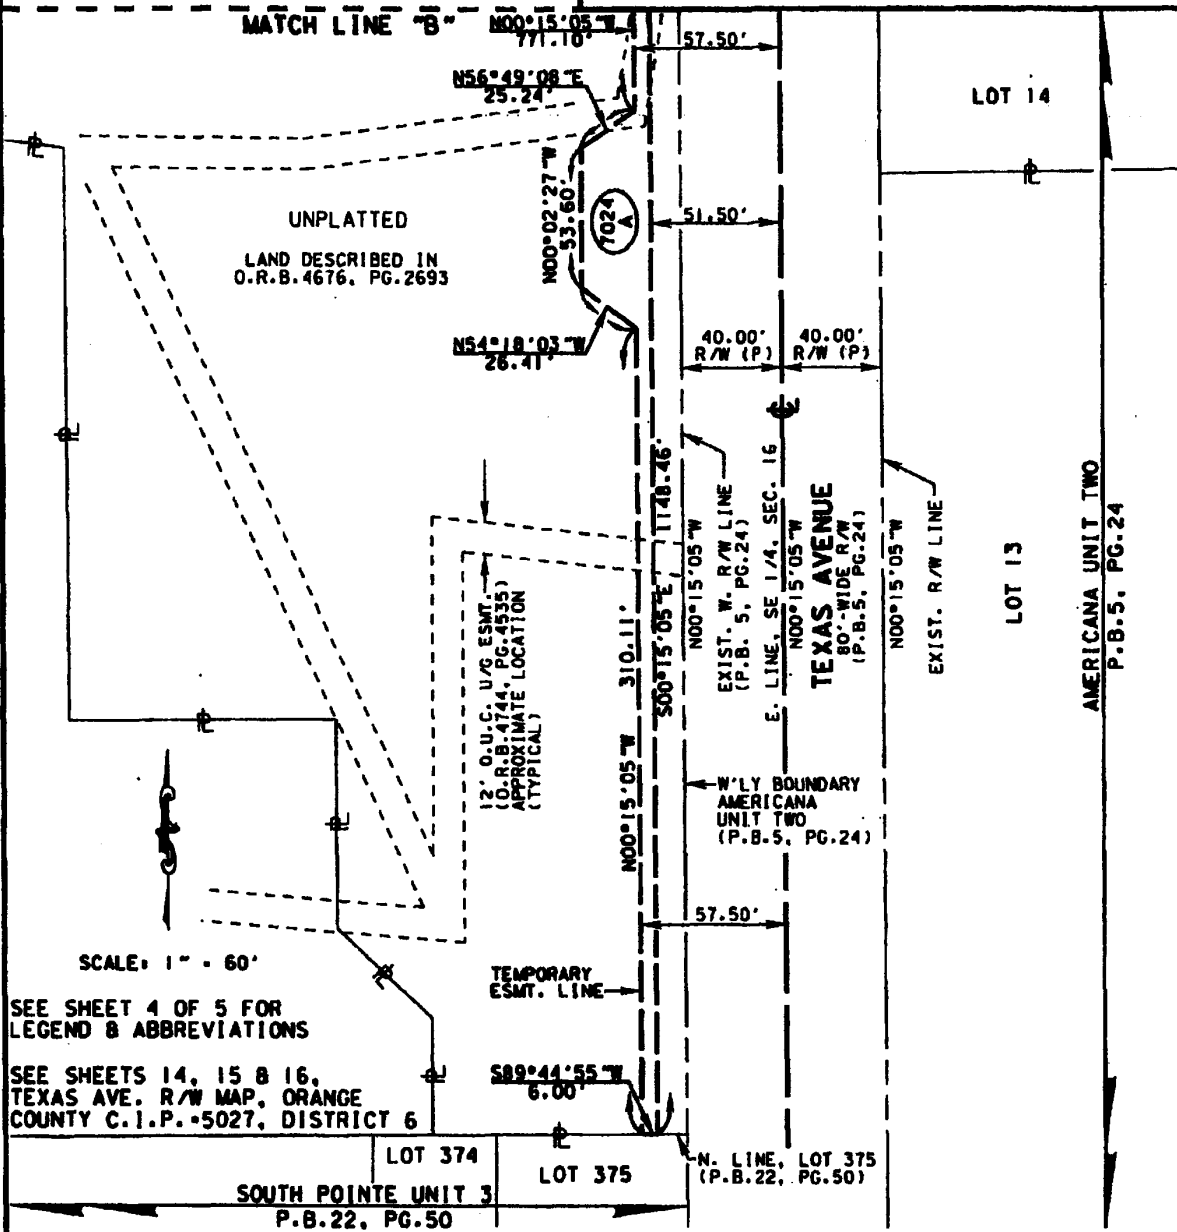 MATCH LINE "B"
N00°15'05"W
771.10'
57.50'
N56°49'08"E
25.24'
LOT 14
N00°02'27"W
53.60'
7024
A
51.50'
UNPLATTED
LAND DESCRIBED IN
O.R.B.4676, PG.2693
N54°18'03"W
26.41'
40.00'
R/W (P)
40.00'
R/W (P)
12' O.U.C. U/G ESMT.
(O.R.B.4744, PG.4535)
APPROXIMATE LOCATION
(TYPICAL)
N00°15'05"W 310.11'
S00°15'05"E 1148.46'
N00°15'05"W
EXIST. W. R/W LINE
(P.B. 5, PG.24)
E. LINE, SE 1/4, SEC. 16
N00°15'05"W
TEXAS AVENUE
80'-WIDE R/W
(P.B.5, PG.24)
N00°15'05"W
EXIST. R/W LINE
LOT 13
AMERICANA UNIT TWO
P.B.5, PG.24
W'LY BOUNDARY
AMERICANA
UNIT TWO
(P.B.5, PG.24)
57.50'
SCALE: 1" = 60'
TEMPORARY
ESMT. LINE
SEE SHEET 4 OF 5 FOR
LEGEND & ABBREVIATIONS
SEE SHEETS 14, 15 & 16,
TEXAS AVE. R/W MAP, ORANGE
COUNTY C.I.P. #5027, DISTRICT 6
S89°44'55"W
6.00'
LOT 374
LOT 375
N. LINE, LOT 375
(P.B.22, PG.50)
SOUTH POINTE UNIT 3
P.B.22, PG.50